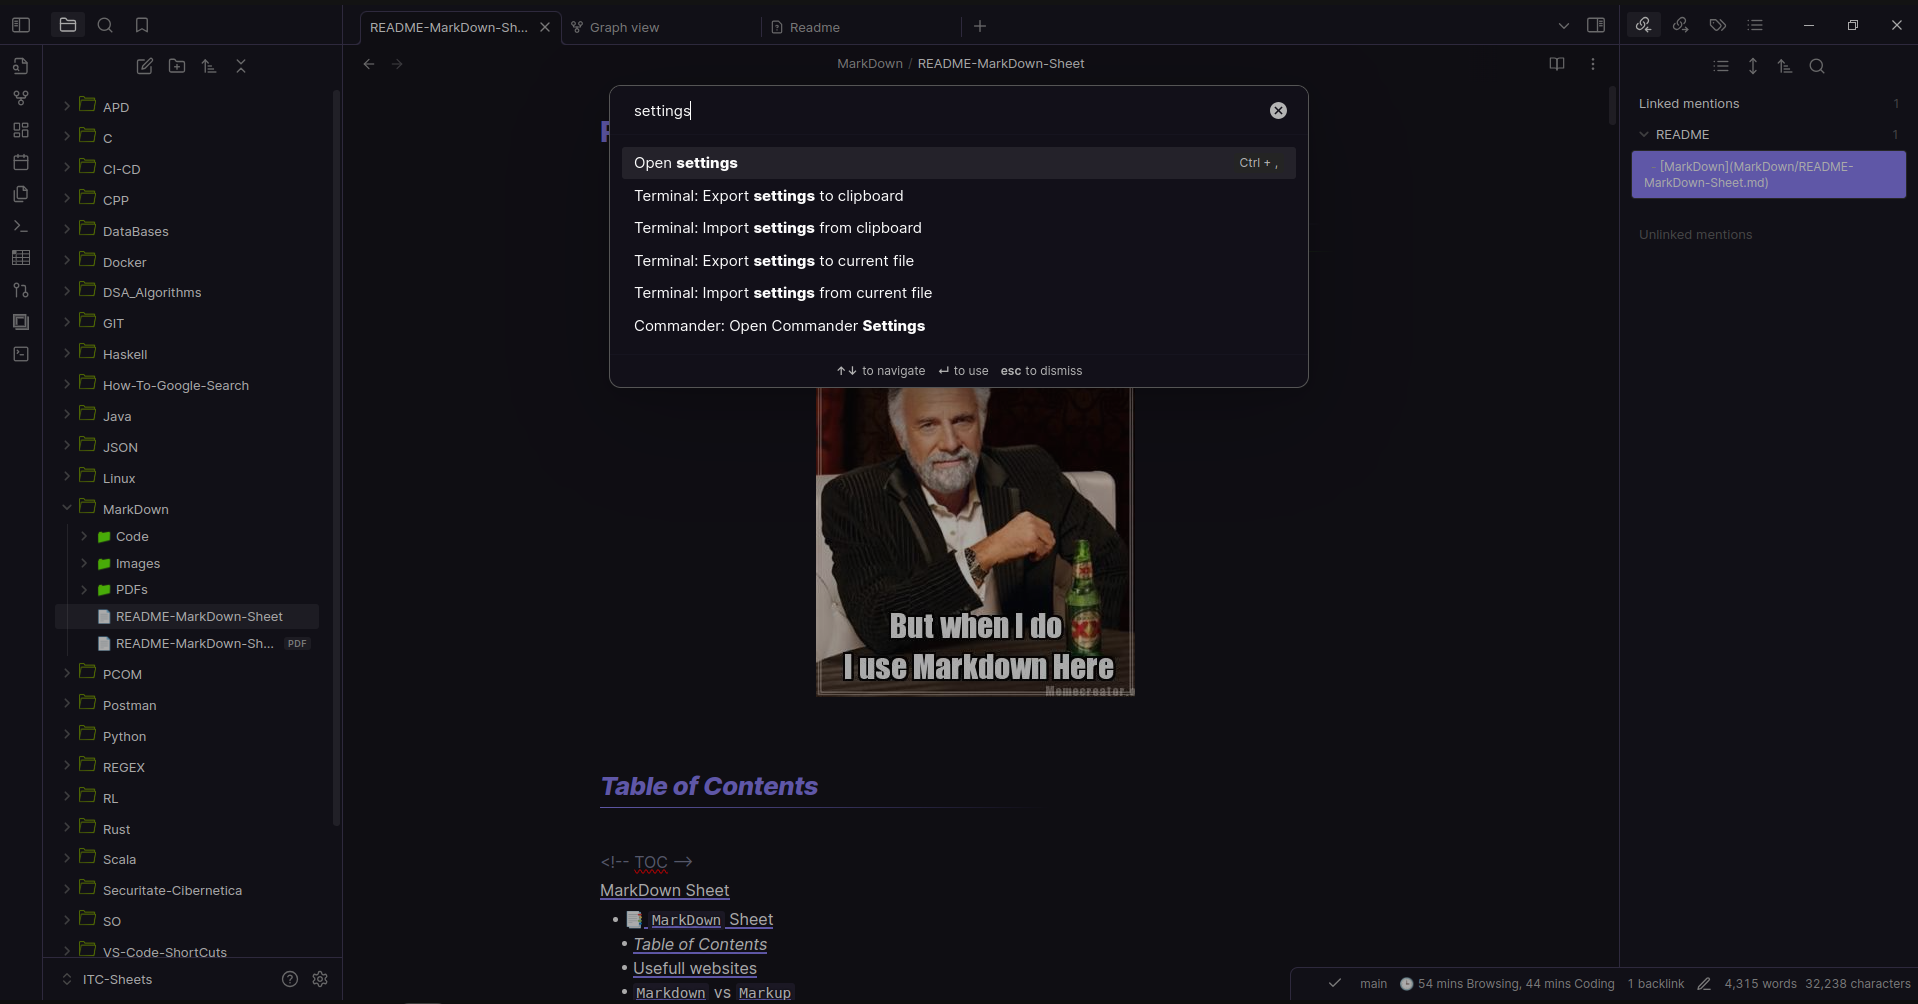 README-MarkDown-Sh...
Graph view
Readme
MarkDown / README-MarkDown-Sheet
APD
C
CI-CD
CPP
DataBases
Docker
DSA_Algorithms
GIT
Haskell
How-To-Google-Search
Java
JSON
Linux
MarkDown
Code
Images
PDFs
README-MarkDown-Sheet
README-MarkDown-Sh... PDF
PCOM
Postman
Python
REGEX
RL
Rust
Scala
Securitate-Cibernetica
SO
VS-Code-ShortCuts
ITC-Sheets
settings
Open settings Ctrl + ,
Terminal: Export settings to clipboard
Terminal: Import settings from clipboard
Terminal: Export settings to current file
Terminal: Import settings from current file
Commander: Open Commander Settings
↑↓ to navigate ↵ to use esc to dismiss
But when I do
I use Markdown Here
Memecreator.o
Table of Contents
<!-- TOC -->
MarkDown Sheet
• MarkDown Sheet
• Table of Contents
• Usefull websites
• Markdown vs Markup
Linked mentions 1
README 1
- [MarkDown](MarkDown/README-
MarkDown-Sheet.md)
Unlinked mentions
main 54 mins Browsing, 44 mins Coding 1 backlink 4,315 words 32,238 characters